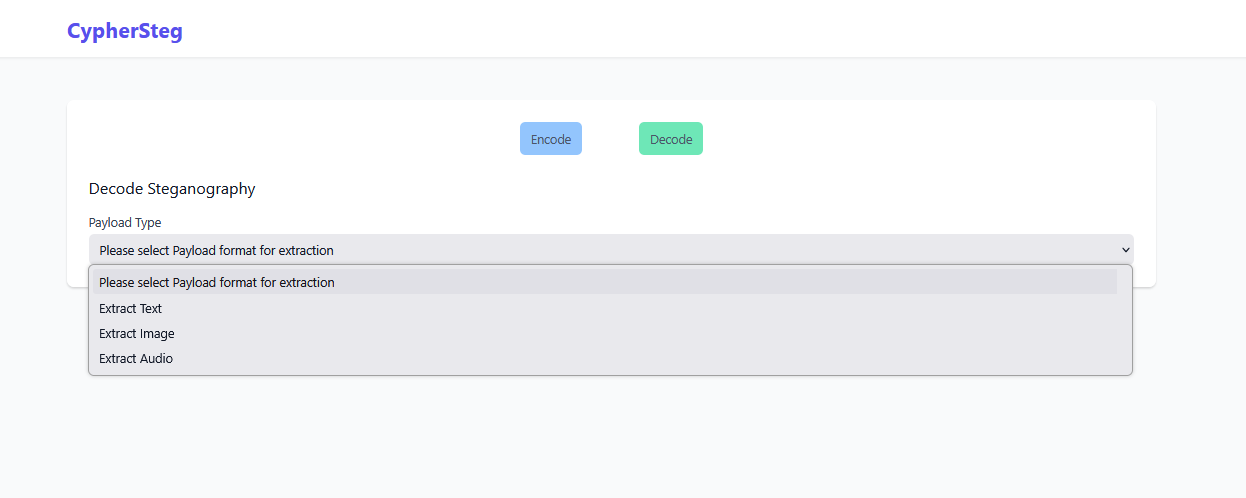 CypherSteg
Encode Decode
Decode Steganography
Payload Type
Please select Payload format for extraction
Please select Payload format for extraction
Extract Text
Extract Image
Extract Audio